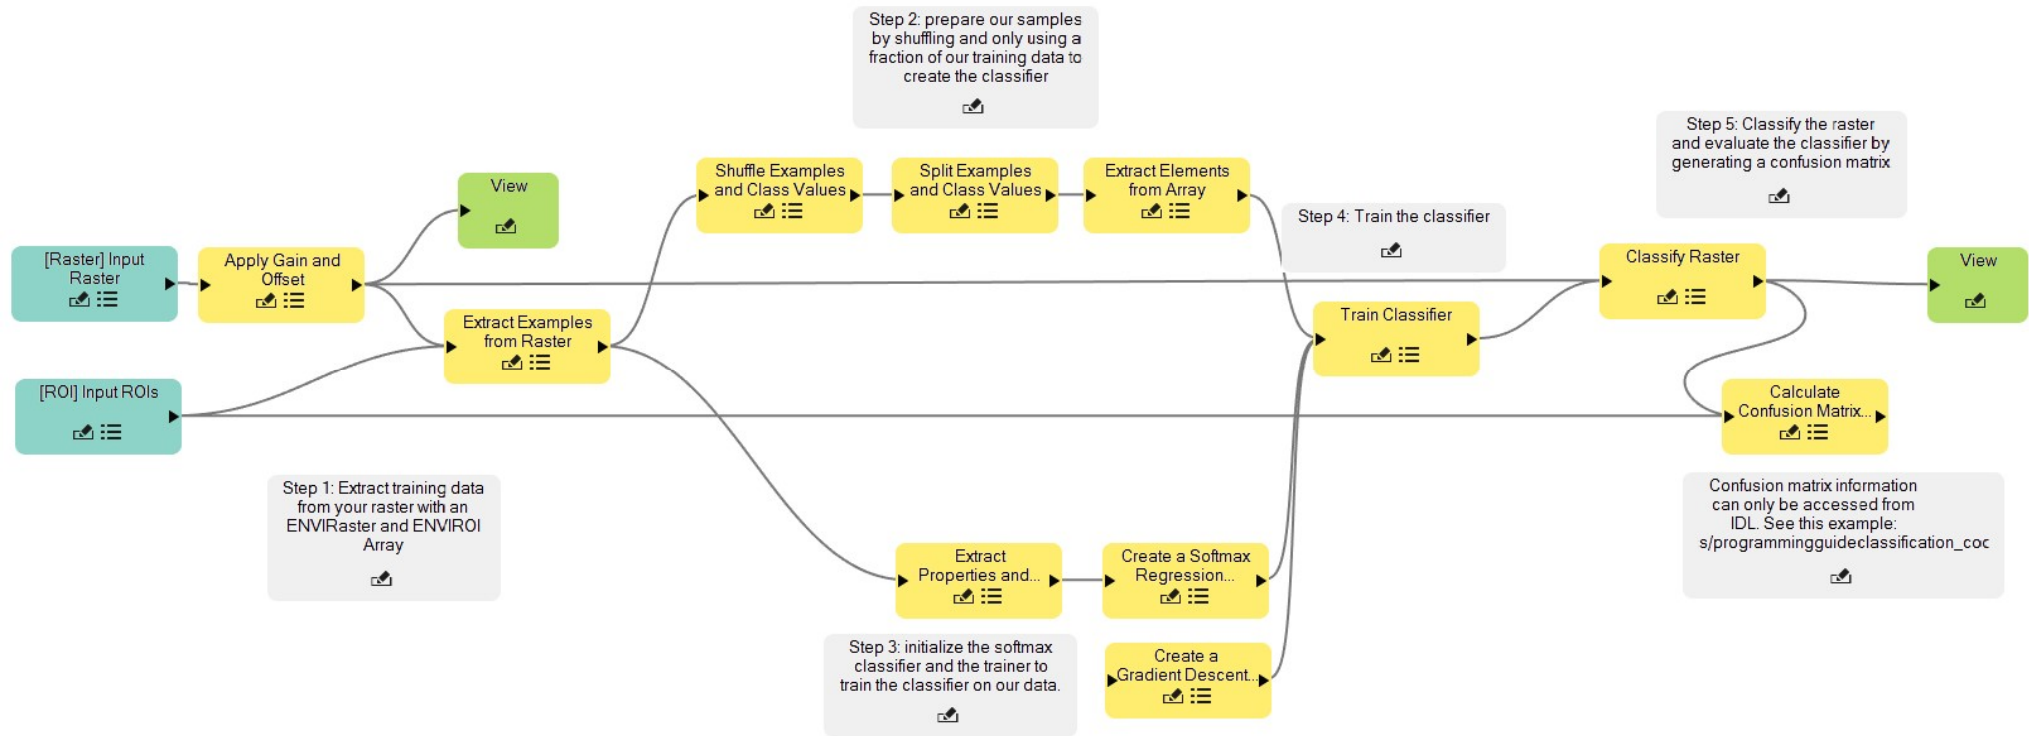 Step 2: prepare our samples
by shuffling and only using a
fraction of our training data to
create the classifier
Step 5: Classify the raster
and evaluate the classifier by
generating a confusion matrix
View
Shuffle Examples
and Class Values
Split Examples
and Class Values
Extract Elements
from Array
Step 4: Train the classifier
[Raster] Input
Raster
Apply Gain and
Offset
Classify Raster
View
Extract Examples
from Raster
Train Classifier
[ROI] Input ROIs
Calculate
Confusion Matrix...
Step 1: Extract training data
from your raster with an
ENVIRaster and ENVIROI
Array
Confusion matrix information
can only be accessed from
IDL. See this example:
s/programmingguideclassification_coc
Extract
Properties and...
Create a Softmax
Regression...
Step 3: initialize the softmax
classifier and the trainer to
train the classifier on our data.
Create a
Gradient Descent...